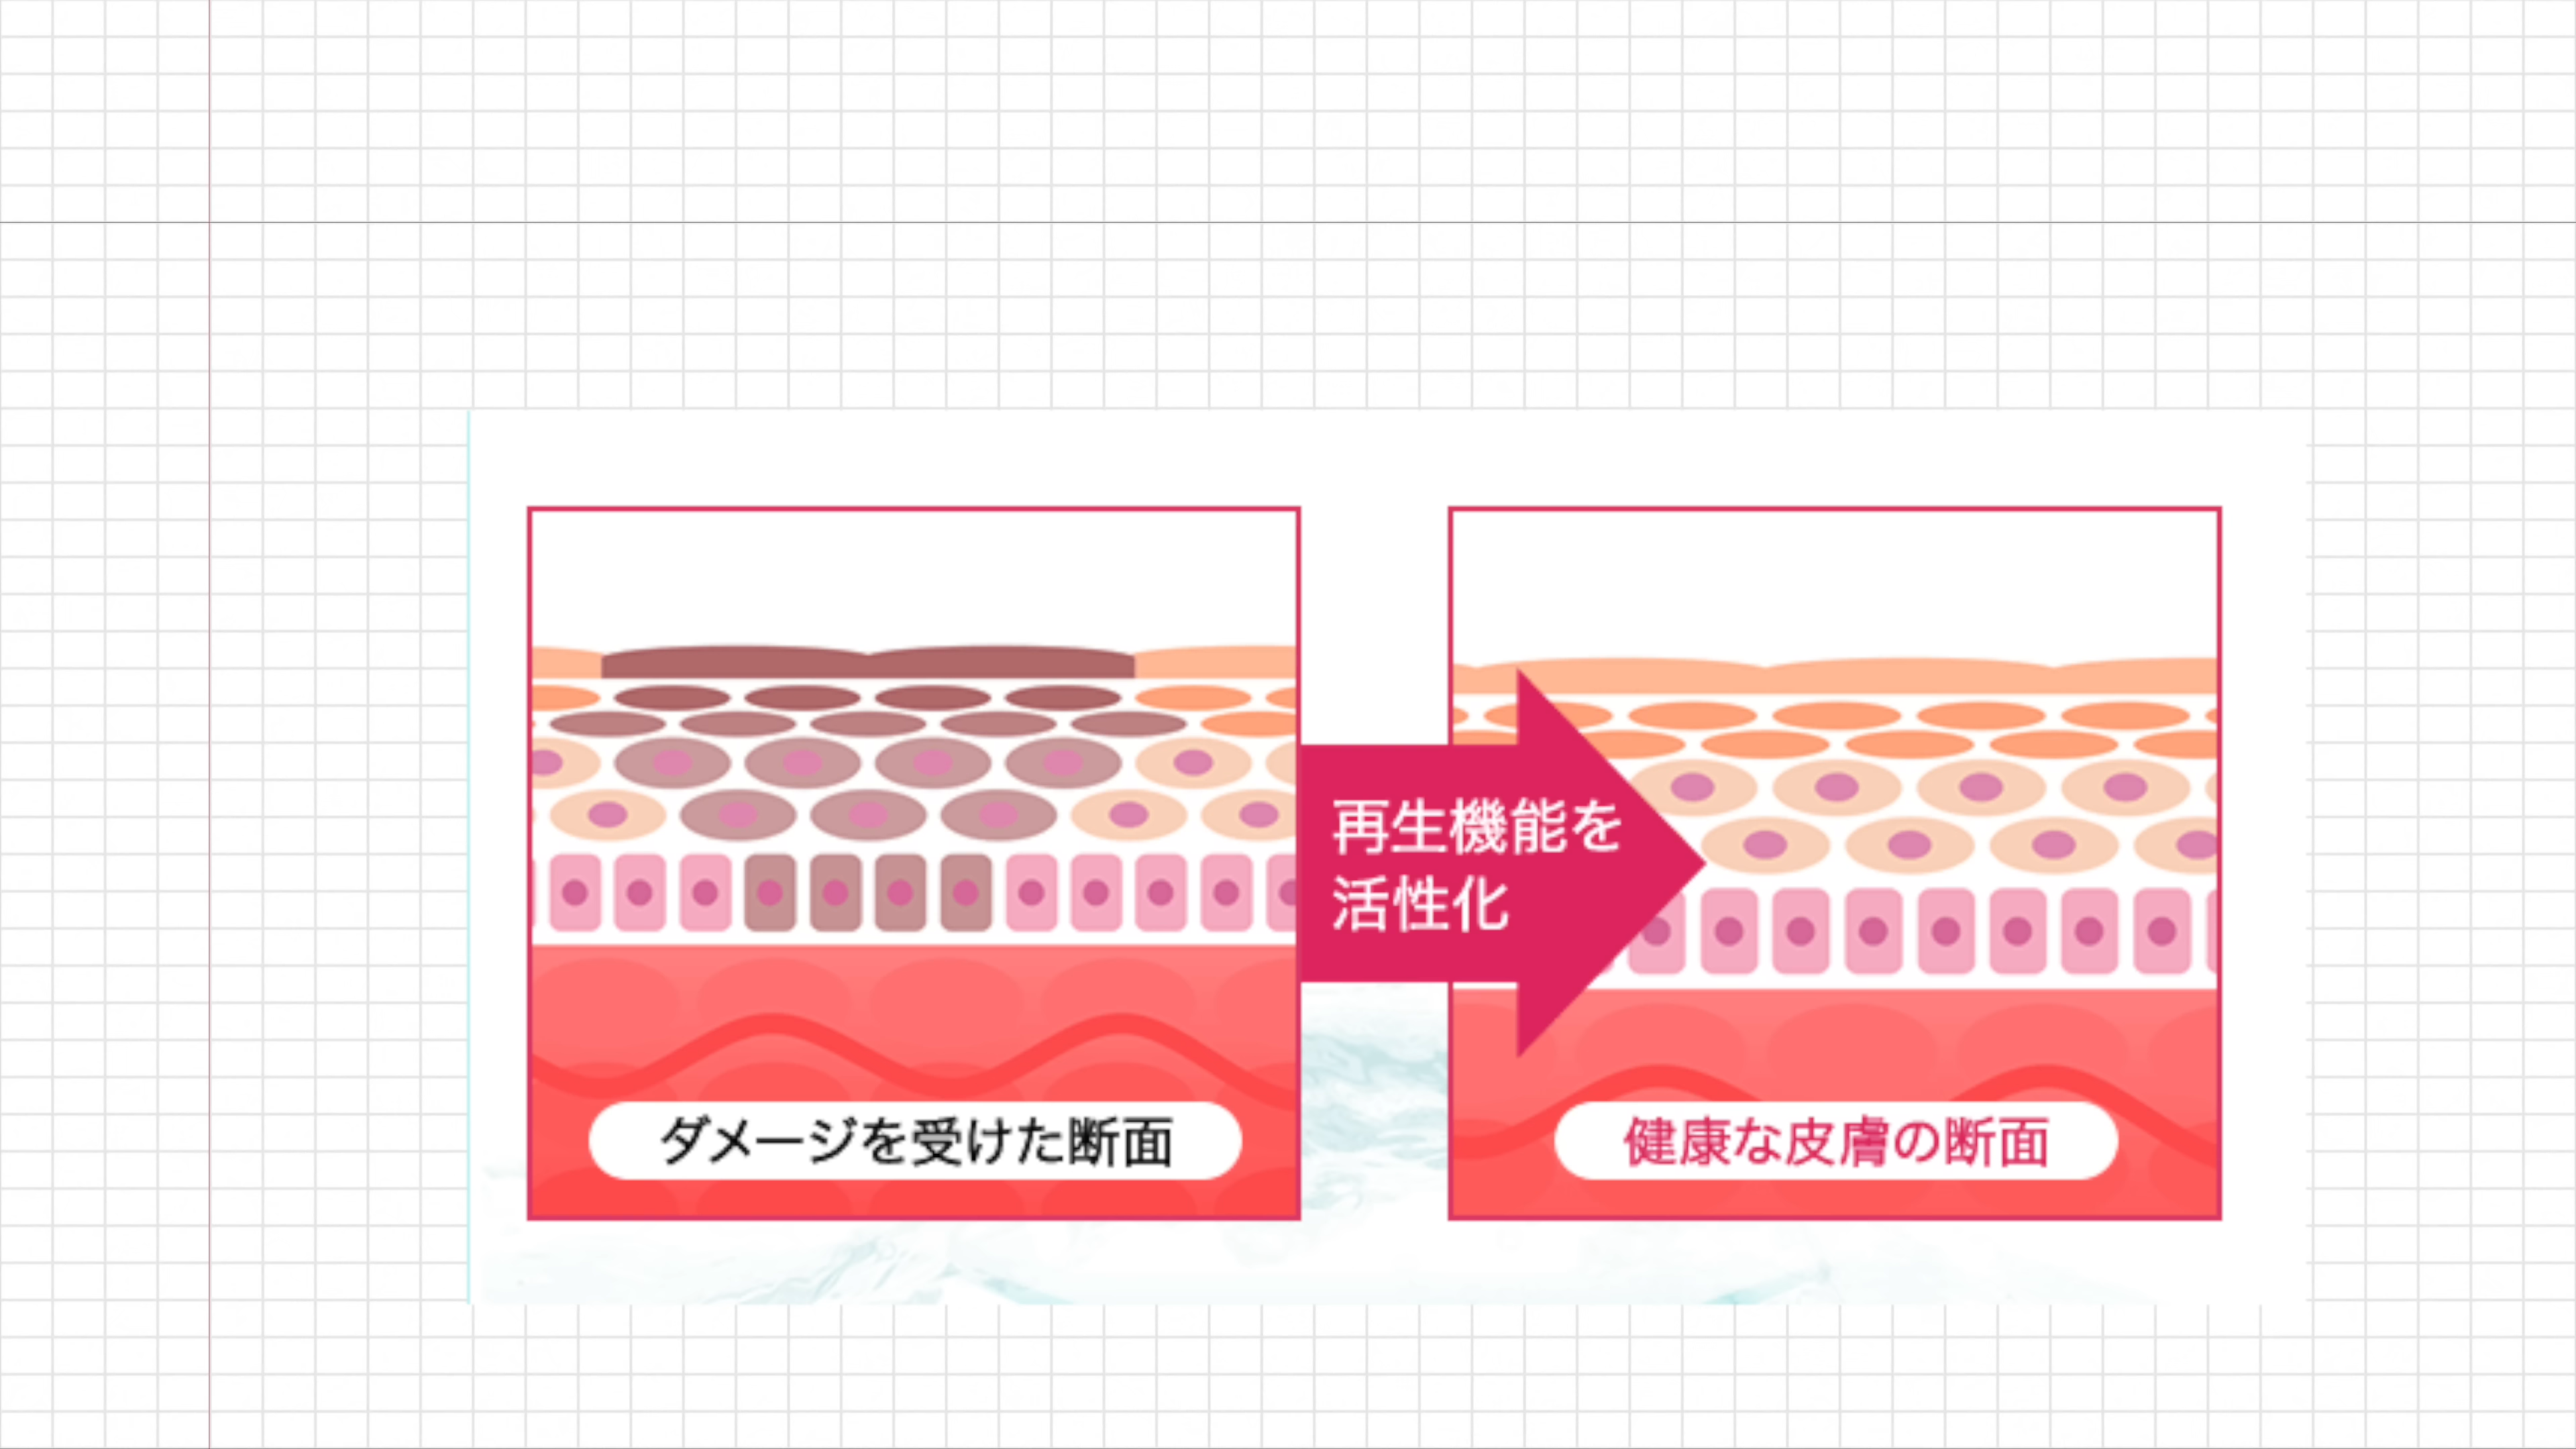 再生機能を
活性化
ダメージを受けた断面
健康な皮膚の断面